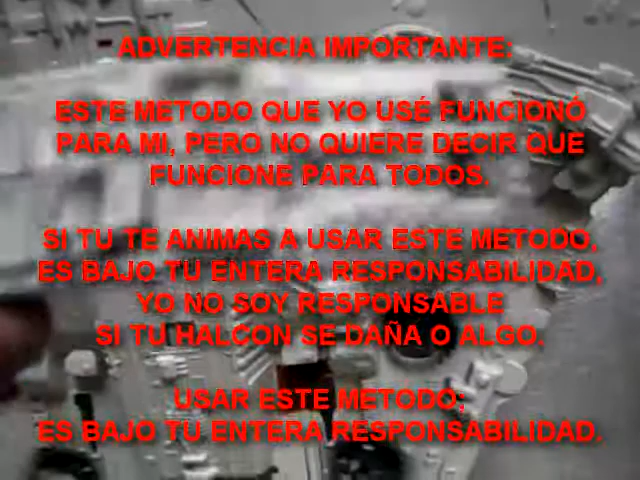 ADVERTENCIA IMPORTANTE:
ESTE METODO QUE YO USÉ FUNCIONÓ
PARA MI, PERO NO QUIERE DECIR QUE
FUNCIONE PARA TODOS.
SI TU TE ANIMAS A USAR ESTE METODO,
ES BAJO TU ENTERA RESPONSABILIDAD,
YO NO SOY RESPONSABLE
SI TU HALCON SE DAÑA O ALGO.
USAR ESTE METODO;
ES BAJO TU ENTERA RESPONSABILIDAD.